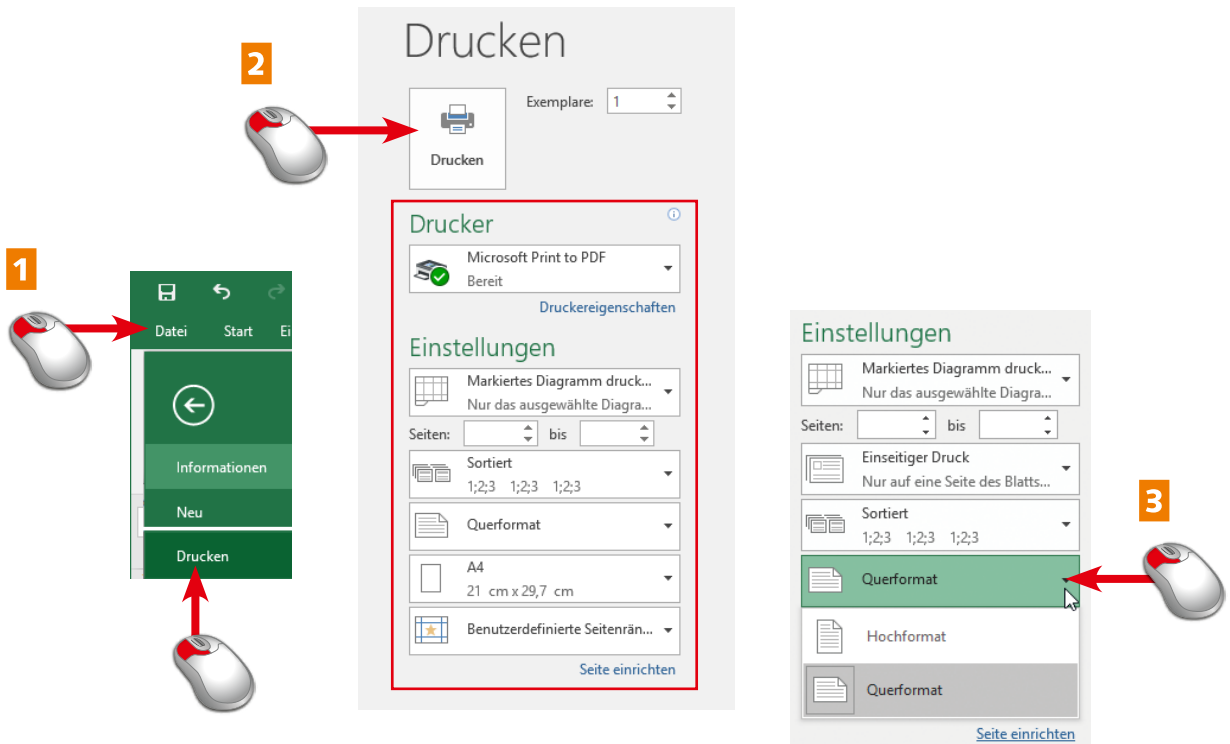 1
Datei Start Ei
Informationen
Neu
Drucken
2
Drucken
Exemplare: 1
Drucken
Drucker
Microsoft Print to PDF
Bereit
Druckereigenschaften
Einstellungen
Markiertes Diagramm druck...
Nur das ausgewählte Diagra...
Seiten: bis
Sortiert
1;2;3 1;2;3 1;2;3
Querformat
A4
21 cm x 29,7 cm
Benutzerdefinierte Seitenrän...
Seite einrichten
3
Einstellungen
Markiertes Diagramm druck...
Nur das ausgewählte Diagra...
Seiten: bis
Einseitiger Druck
Nur auf eine Seite des Blatts...
Sortiert
1;2;3 1;2;3 1;2;3
Querformat
Hochformat
Querformat
Seite einrichten